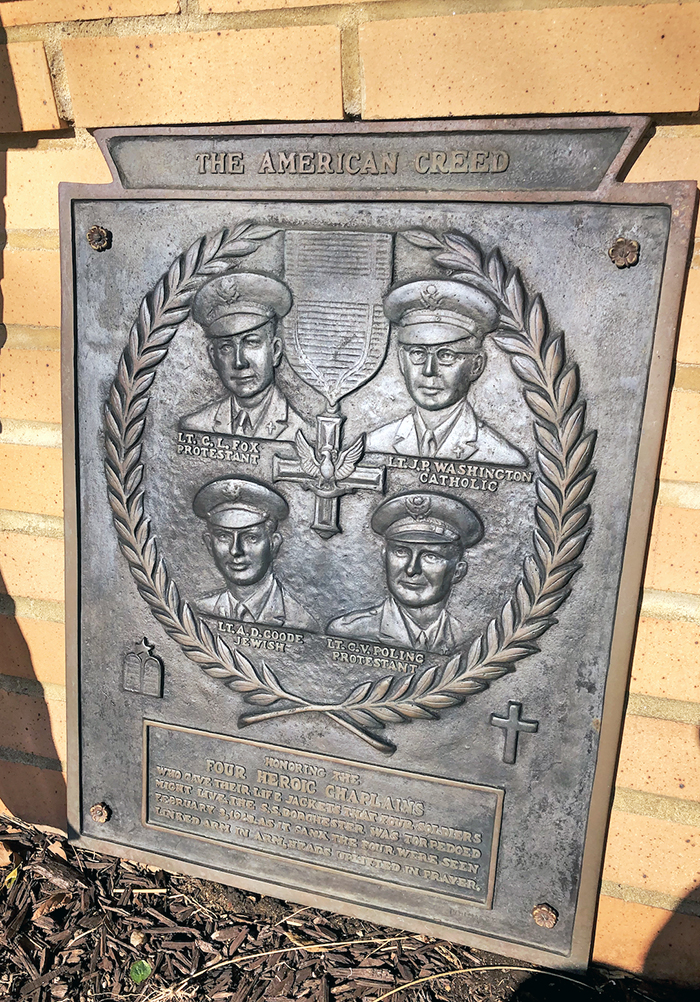 THE AMERICAN CREED
LT. G. L. FOX
PROTESTANT
LT. J.P. WASHINGTON
CATHOLIC
LT. A. D. GOODE
JEWISH
LT. C. V. POLING
PROTESTANT
HONORING THE
FOUR HEROIC CHAPLAINS
WHO GAVE THEIR LIFE JACKETS THAT FOUR SOLDIERS
MIGHT LIVE. THE S.S. DORCHESTER WAS TORPEDOED
FEBRUARY 3, 1943. AS IT SANK THE FOUR WERE SEEN
LINKED ARM IN ARM, HEADS UPLIFTED IN PRAYER.